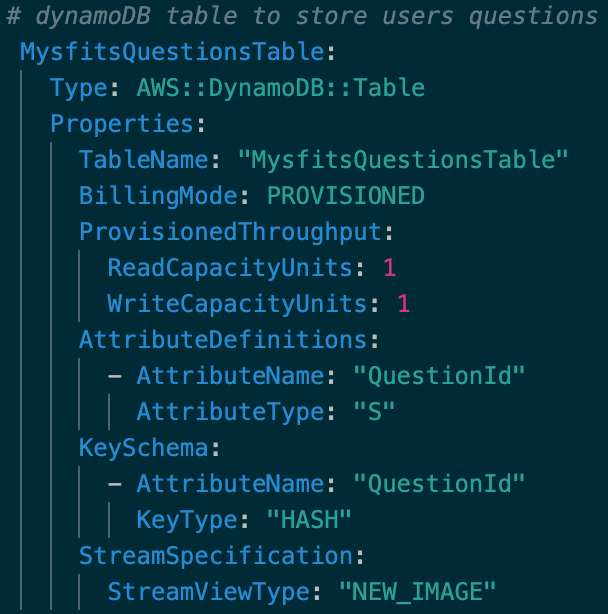 # dynamoDB table to store users questions
MysfitsQuestionsTable:
Type: AWS::DynamoDB::Table
Properties:
TableName: "MysfitsQuestionsTable"
BillingMode: PROVISIONED
ProvisionedThroughput:
ReadCapacityUnits: 1
WriteCapacityUnits: 1
AttributeDefinitions:
- AttributeName: "QuestionId"
AttributeType: "S"
KeySchema:
- AttributeName: "QuestionId"
KeyType: "HASH"
StreamSpecification:
StreamViewType: "NEW_IMAGE"